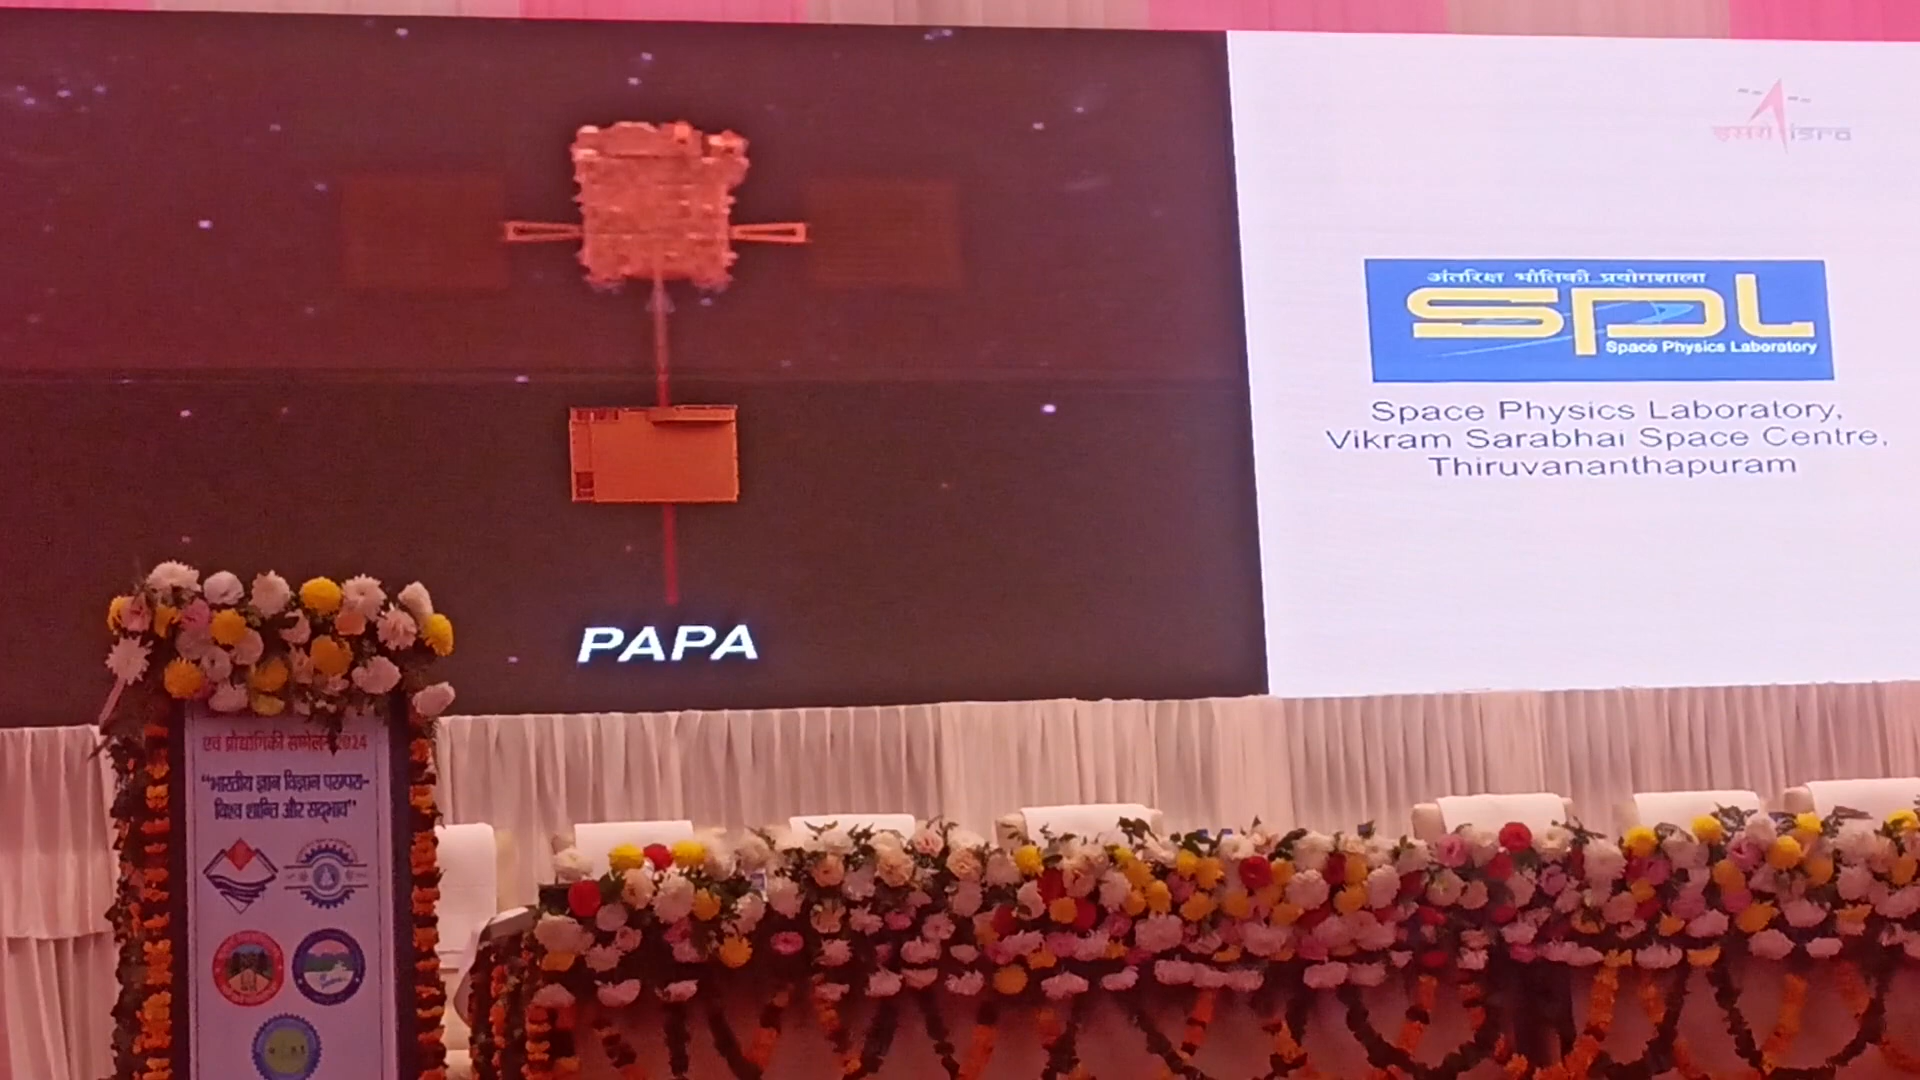 इसरो isro
अंतरिक्ष भौतिकी प्रयोगशाला
SPL
Space Physics Laboratory
Space Physics Laboratory,
Vikram Sarabhai Space Centre,
Thiruvananthapuram
PAPA
एवं प्रौद्योगिकी सम्मेलन 2024
"भारतीय ज्ञान विज्ञान परम्परा-
विश्व शान्ति और सद्भाव"